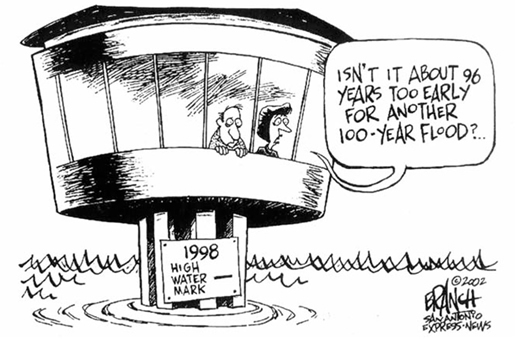 ISN'T IT ABOUT 96
YEARS TOO EARLY
FOR ANOTHER
100-YEAR FLOOD?...
1998
HIGH
WATER
MARK
©2002
BRANCH
SAN ANTONIO
EXPRESS-NEWS